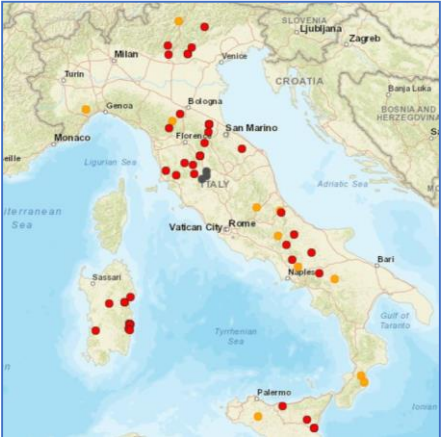 SLOVENIA
Ljubljana
Zagreb
Milan
Venice
Turin
CROATIA
Banja Luka
Genoa
Bologna
BOSNIA AND
HERZEGOVINA
San Marino
Florence
Monaco
Ligurian Sea
ITALY
Adriatic Sea
Rome
Vatican City
Bari
Naples
Sassari
Gulf of
Taranto
Tyrrhenian
Sea
Palermo
Ionian